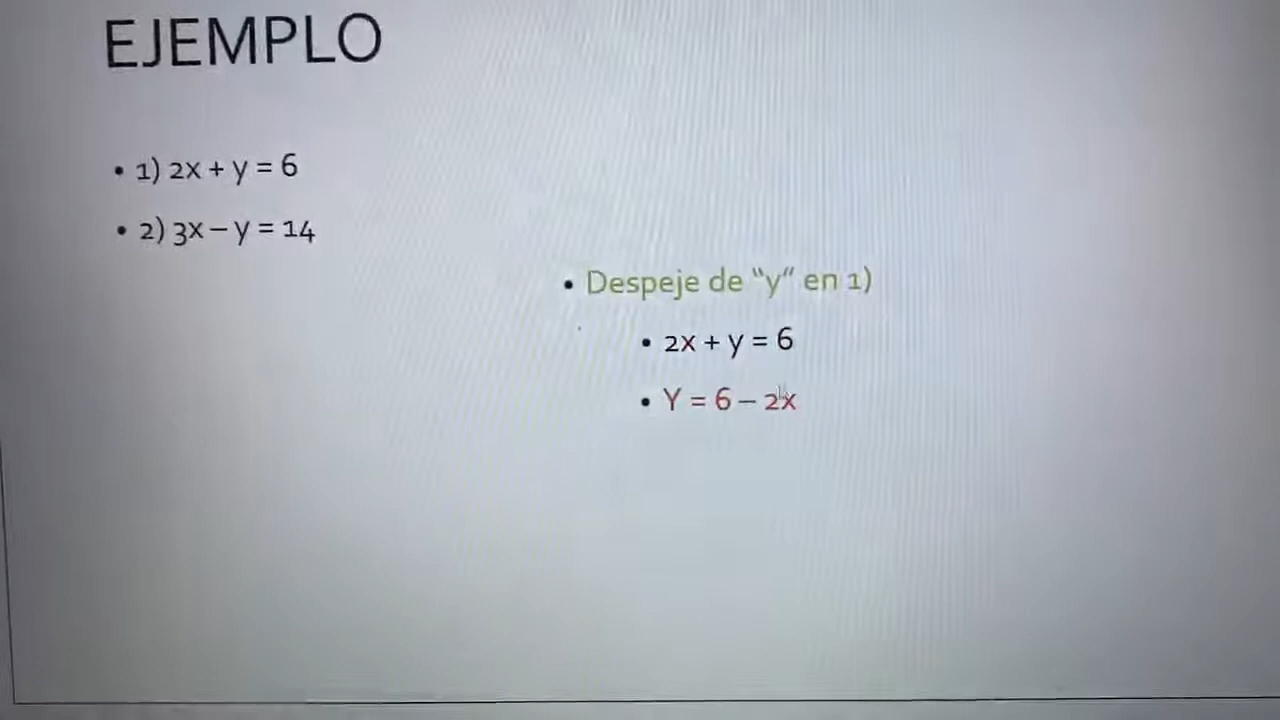 EJEMPLO
• 1) 2x + y = 6
• 2) 3x – y = 14
• Despeje de “y” en 1)
• 2x + y = 6
• Y = 6 – 2x